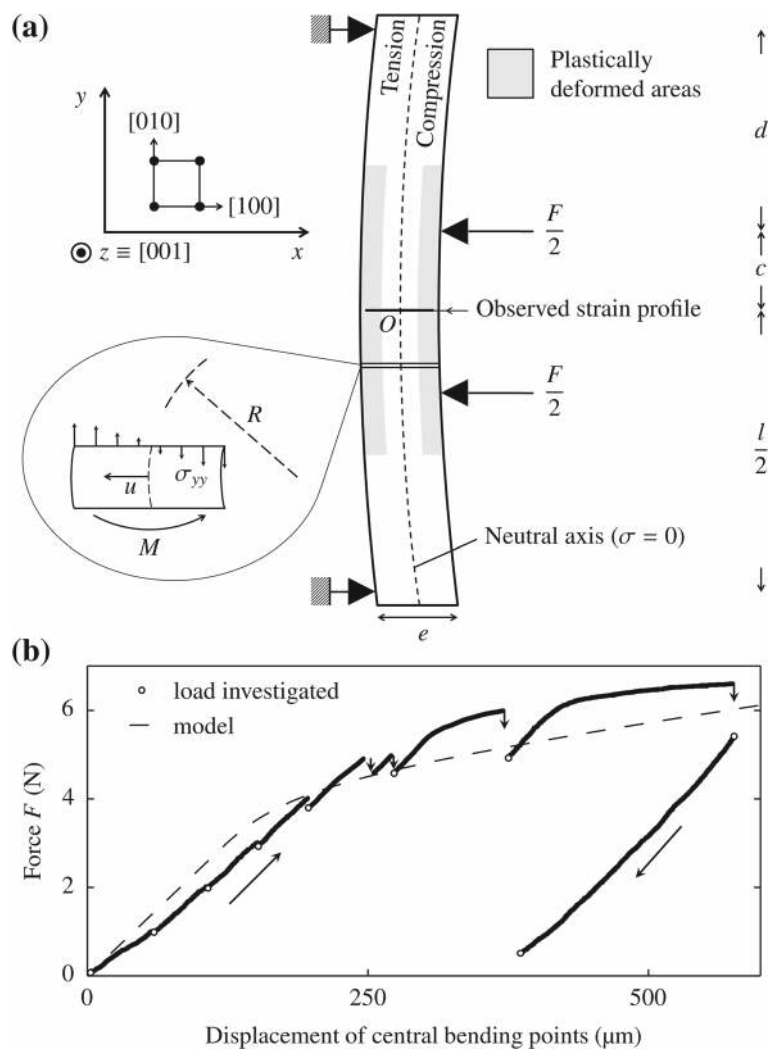 (a)
Tension
Compression
Plastically
deformed areas
y
[010]
[100]
z ≡ [001]
x
d
F
2
c
O
Observed strain profile
F
2
R
u
σyy
M
l
2
Neutral axis (σ = 0)
e
(b)
load investigated
model
Force F (N)
6
4
2
0
0
250
500
Displacement of central bending points (µm)